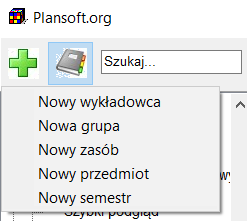 Plansoft.org
Szukaj...
Nowy wykładowca
Nowa grupa
Nowy zasób
Nowy przedmiot
Nowy semestr